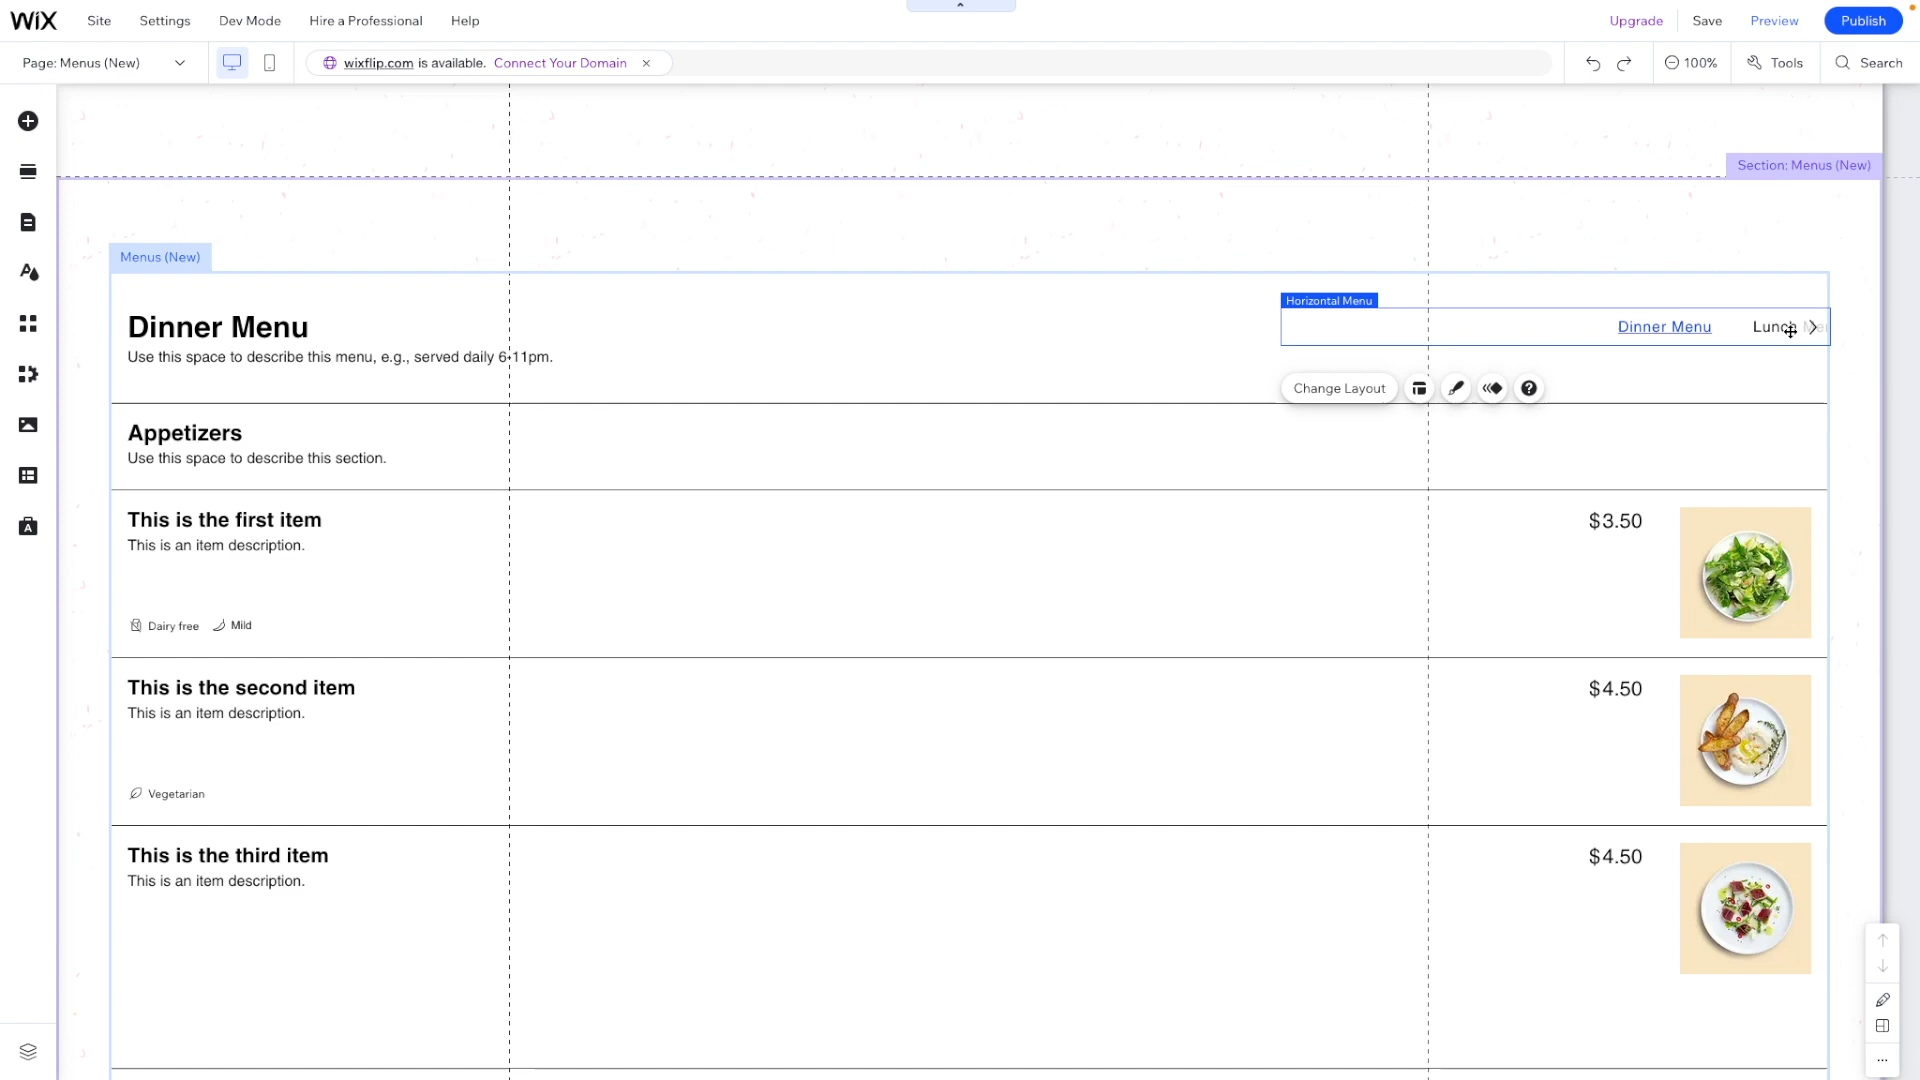 WiX Site Settings Dev Mode Hire a Professional Help Upgrade Save Preview Publish
Page: Menus (New) wixflip.com is available. Connect Your Domain 100% Tools Search
Section: Menus (New)
Menus (New)
Horizontal Menu
Dinner Menu
Dinner Menu Lunch
Use this space to describe this menu, e.g., served daily 6-11pm.
Change Layout
Appetizers
Use this space to describe this section.
This is the first item $3.50
This is an item description.
Dairy free Mild
This is the second item $4.50
This is an item description.
Vegetarian
This is the third item $4.50
This is an item description.